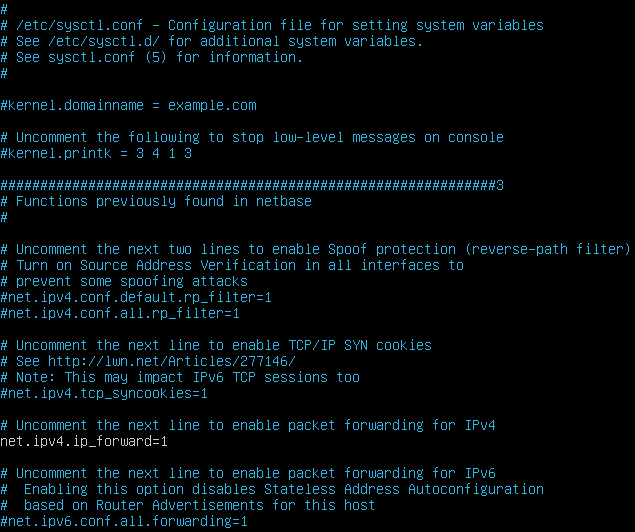 #
# /etc/sysctl.conf - Configuration file for setting system variables
# See /etc/sysctl.d/ for additional system variables.
# See sysctl.conf (5) for information.
#
#kernel.domainname = example.com
# Uncomment the following to stop low-level messages on console
#kernel.printk = 3 4 1 3
##############################################################3
# Functions previously found in netbase
#
# Uncomment the next two lines to enable Spoof protection (reverse-path filter)
# Turn on Source Address Verification in all interfaces to
# prevent some spoofing attacks
#net.ipv4.conf.default.rp_filter=1
#net.ipv4.conf.all.rp_filter=1
# Uncomment the next line to enable TCP/IP SYN cookies
# See http://lwn.net/Articles/277146/
# Note: This may impact IPv6 TCP sessions too
#net.ipv4.tcp_syncookies=1
# Uncomment the next line to enable packet forwarding for IPv4
net.ipv4.ip_forward=1
# Uncomment the next line to enable packet forwarding for IPv6
#  Enabling this option disables Stateless Address Autoconfiguration
#  based on Router Advertisements for this host
#net.ipv6.conf.all.forwarding=1